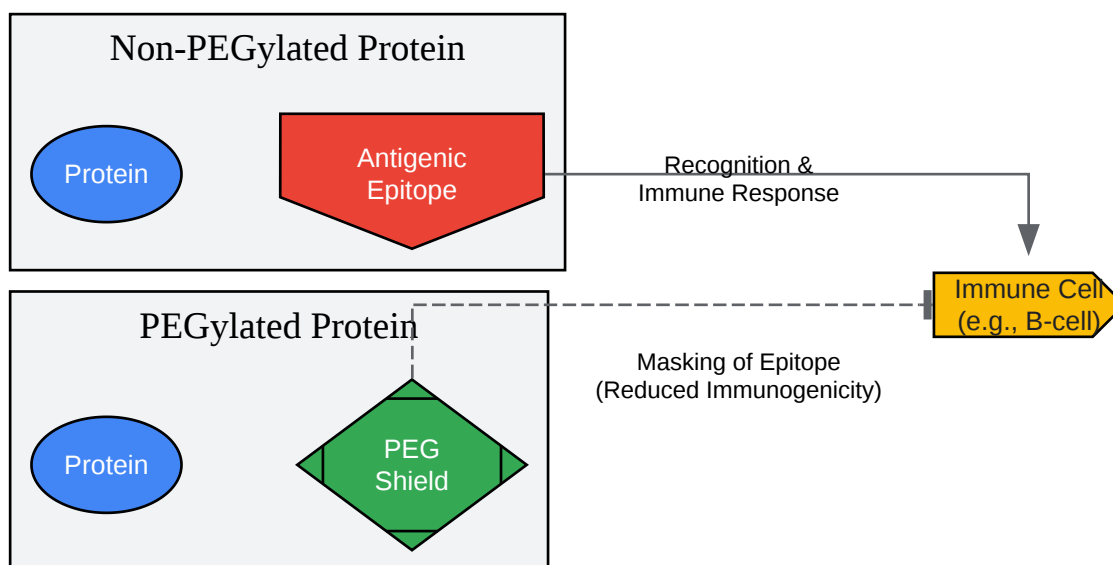 Non-PEGylated Protein
Protein
Antigenic
Epitope
Recognition &
Immune Response
Immune Cell
(e.g., B-cell)
PEGylated Protein
Masking of Epitope
(Reduced Immunogenicity)
Protein
PEG
Shield